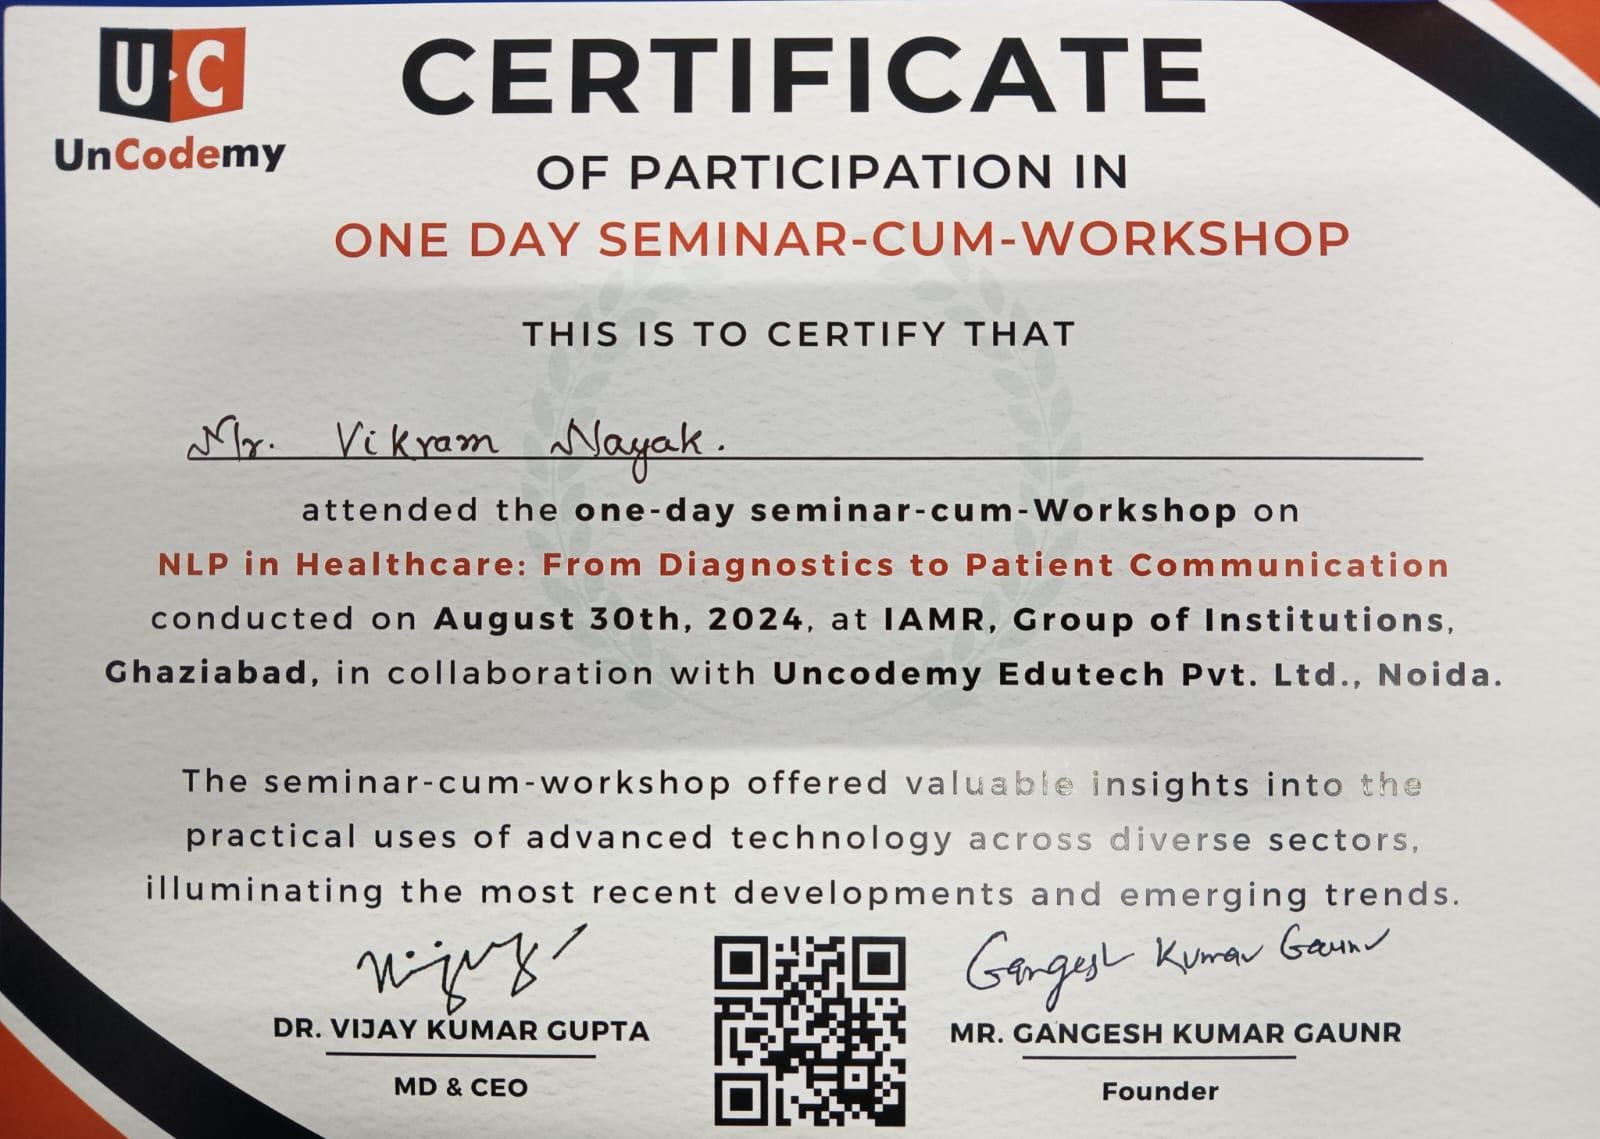 UC
UnCodemy
CERTIFICATE
OF PARTICIPATION IN
ONE DAY SEMINAR-CUM-WORKSHOP
THIS IS TO CERTIFY THAT
Mr. Vikram Nayak.
attended the one-day seminar-cum-Workshop on
NLP in Healthcare: From Diagnostics to Patient Communication
conducted on August 30th, 2024, at IAMR, Group of Institutions,
Ghaziabad, in collaboration with Uncodemy Edutech Pvt. Ltd., Noida.
The seminar-cum-workshop offered valuable insights into the
practical uses of advanced technology across diverse sectors,
illuminating the most recent developments and emerging trends.
Gangesh Kumar Gaunr
DR. VIJAY KUMAR GUPTA
MR. GANGESH KUMAR GAUNR
MD & CEO
Founder